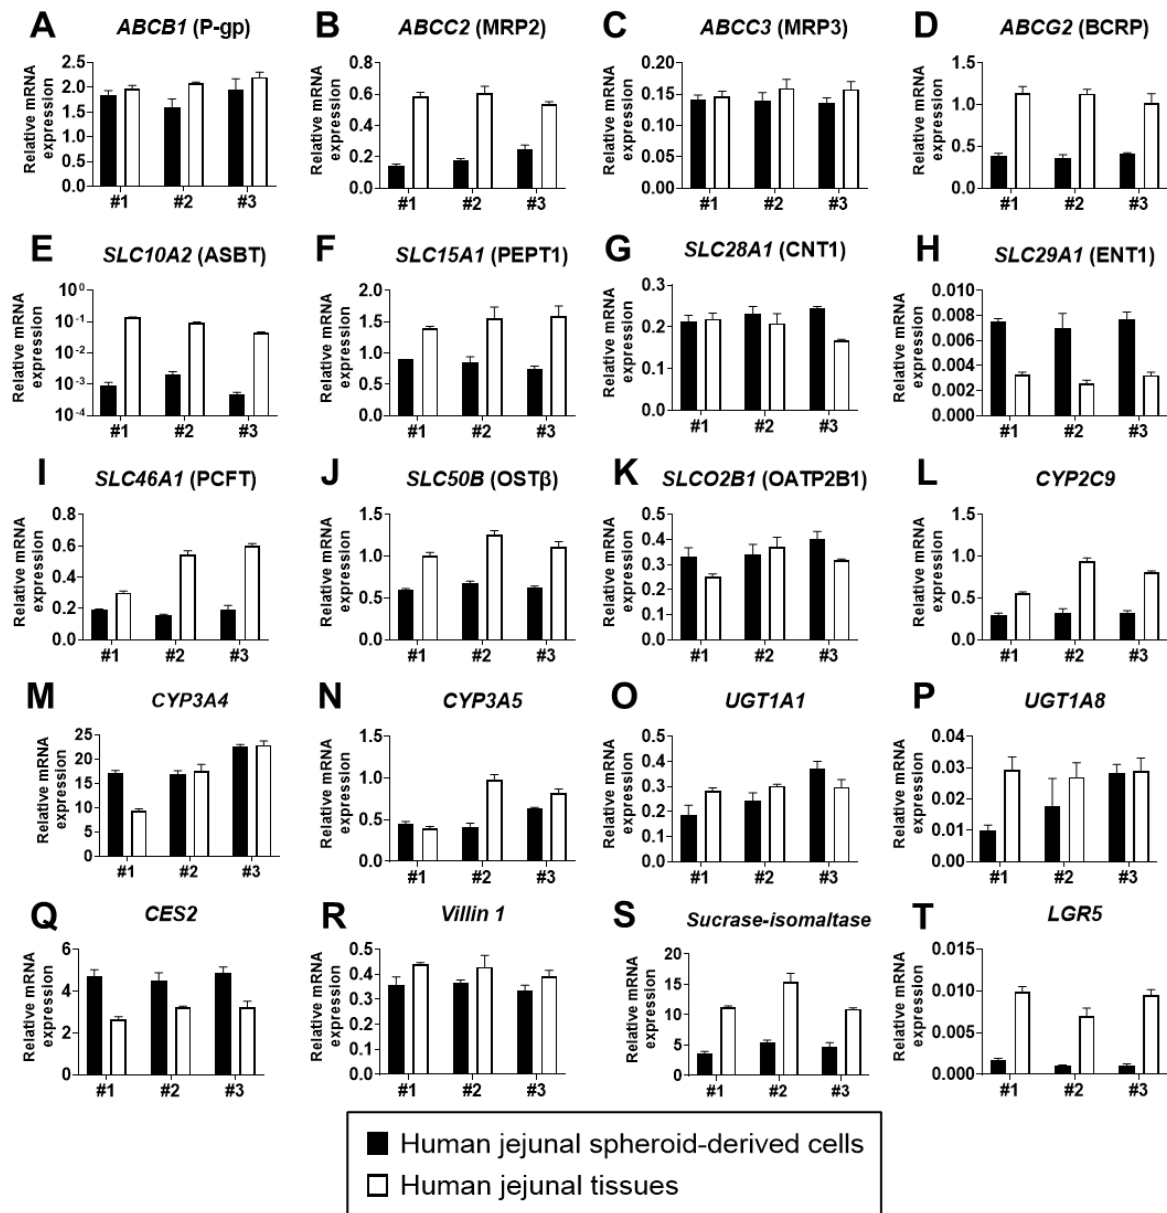 A ABCB1 (P-gp)
Relative mRNA expression
2.5
2.0
1.5
1.0
0.5
0.0
#1 #2 #3
B ABCC2 (MRP2)
Relative mRNA expression
0.8
0.6
0.4
0.2
0.0
#1 #2 #3
C ABCC3 (MRP3)
Relative mRNA expression
0.20
0.15
0.10
0.05
0.00
#1 #2 #3
D ABCG2 (BCRP)
Relative mRNA expression
1.5
1.0
0.5
0.0
#1 #2 #3
E SLC10A2 (ASBT)
Relative mRNA expression
10⁰
10⁻¹
10⁻²
10⁻³
10⁻⁴
#1 #2 #3
F SLC15A1 (PEPT1)
Relative mRNA expression
2.0
1.5
1.0
0.5
0.0
#1 #2 #3
G SLC28A1 (CNT1)
Relative mRNA expression
0.3
0.2
0.1
0.0
#1 #2 #3
H SLC29A1 (ENT1)
Relative mRNA expression
0.010
0.008
0.006
0.004
0.002
0.000
#1 #2 #3
I SLC46A1 (PCFT)
Relative mRNA expression
0.8
0.6
0.4
0.2
0.0
#1 #2 #3
J SLC50B (OSTβ)
Relative mRNA expression
1.5
1.0
0.5
0.0
#1 #2 #3
K SLCO2B1 (OATP2B1)
Relative mRNA expression
0.5
0.4
0.3
0.2
0.1
0.0
#1 #2 #3
L CYP2C9
Relative mRNA expression
1.5
1.0
0.5
0.0
#1 #2 #3
M CYP3A4
Relative mRNA expression
25
20
15
10
5
0
#1 #2 #3
N CYP3A5
Relative mRNA expression
1.5
1.0
0.5
0.0
#1 #2 #3
O UGT1A1
Relative mRNA expression
0.5
0.4
0.3
0.2
0.1
0.0
#1 #2 #3
P UGT1A8
Relative mRNA expression
0.04
0.03
0.02
0.01
0.00
#1 #2 #3
Q CES2
Relative mRNA expression
6
4
2
0
#1 #2 #3
R Villin 1
Relative mRNA expression
0.5
0.4
0.3
0.2
0.1
0.0
#1 #2 #3
S Sucrase-isomaltase
Relative mRNA expression
20
15
10
5
0
#1 #2 #3
T LGR5
Relative mRNA expression
0.015
0.010
0.005
0.000
#1 #2 #3
Human jejunal spheroid-derived cells
Human jejunal tissues